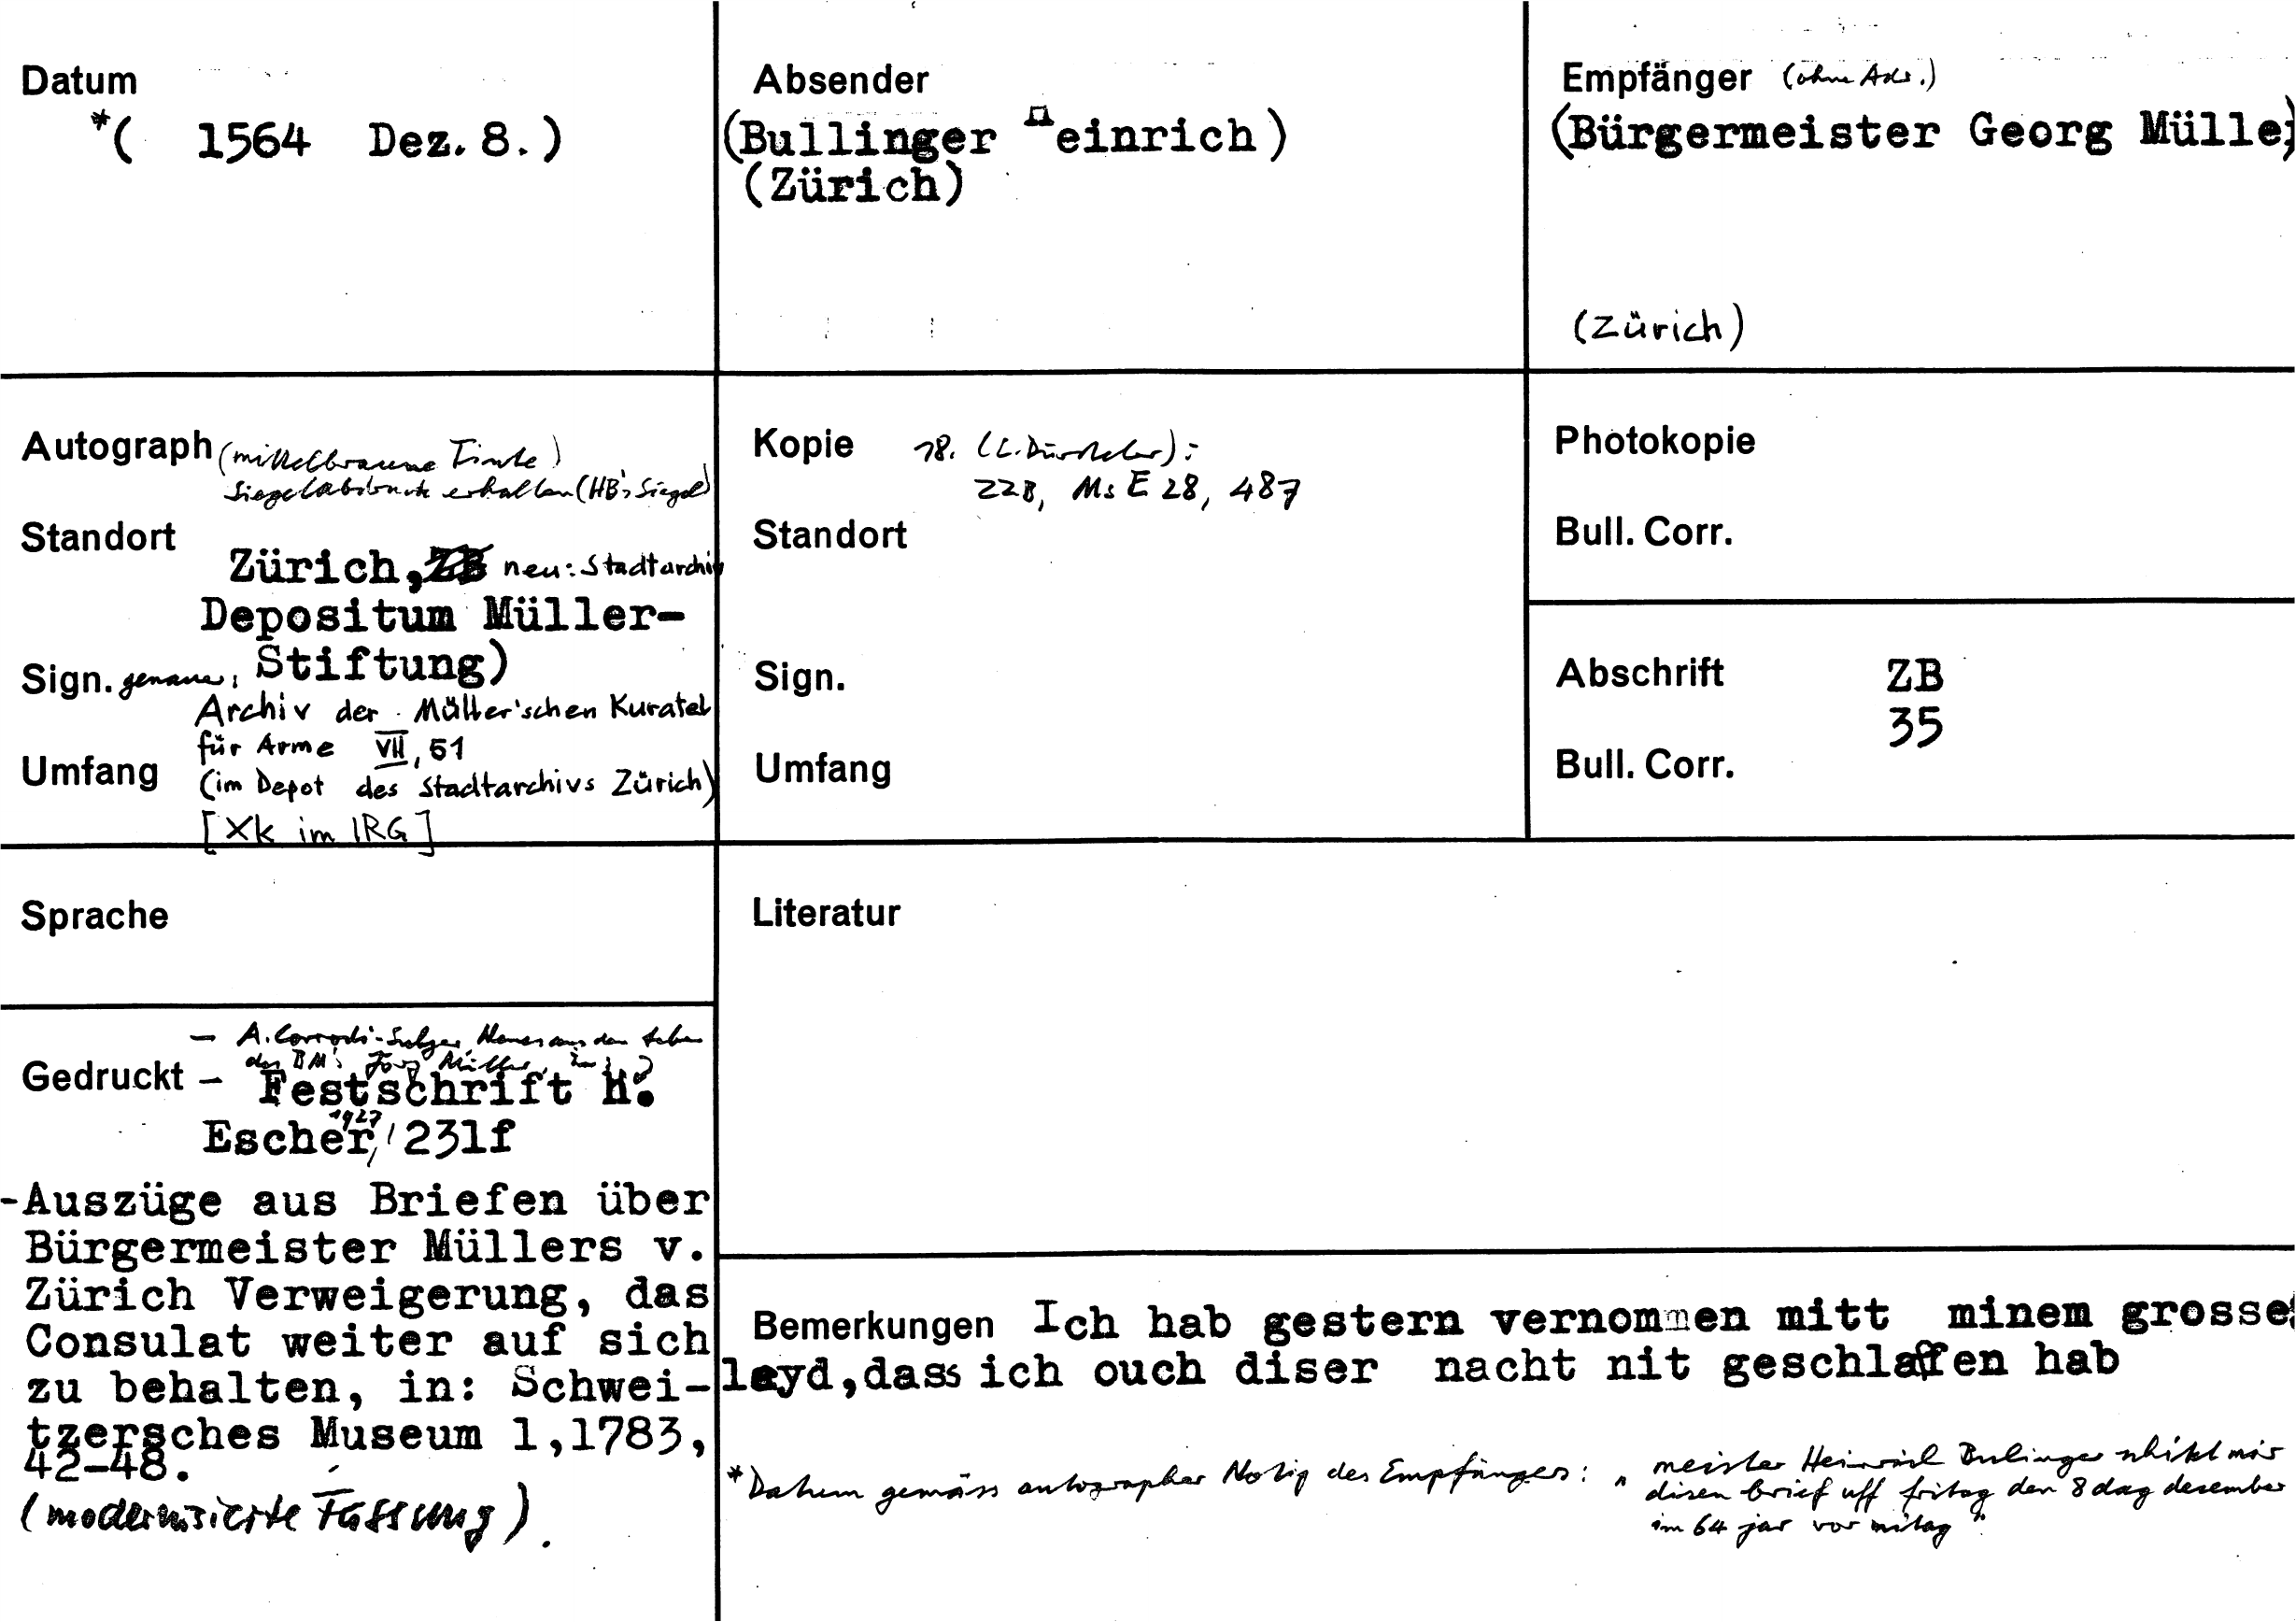 Datum
*( 1564 Dez. 8.)
Absender
(Bullinger Heinrich)
(Zürich)
Empfänger (ohne Adr.)
(Bürgermeister Georg Mülle
(Zürich)
Autograph (mittelbraune Tinte)
Siegelabdruck erhalten (HB's Siegel)
Standort
Zürich, ZB neu: Stadtarchiv
Depositum Müller-
Stiftung)
Sign. genauer:
Archiv der Müller'schen Kuratel
für Arme VII, 51
Umfang (im Depot des Stadtarchivs Zürich)
[Xk im IRG]
Kopie 18. (E. Dürsteler):
ZZB, Ms E 28, 487
Standort
Sign.
Umfang
Photokopie
Bull. Corr.
Abschrift ZB
35
Bull. Corr.
Sprache
Literatur
– A. Corrodi-Sulzer, Neues aus dem Leben
des BM's Jörg Müller, in:
Gedruckt – Festschrift H.
Escher, 1927, 231f
-Auszüge aus Briefen über
Bürgermeister Müllers v.
Zürich Verweigerung, das
Consulat weiter auf sich
zu behalten, in: Schwei-
tzersches Museum 1,1783,
42-48.
(modernisierte Fassung).
Bemerkungen Ich hab gestern vernommen mitt minem grosse
leyd,dass ich ouch diser nacht nit geschlaffen hab
*Datum gemäss autographer Notiz des Empfängers: "meister Heinrich Bulinger schikt mir
disen brief uff fritag den 8 dag desember
im 64 jar vor mitag"